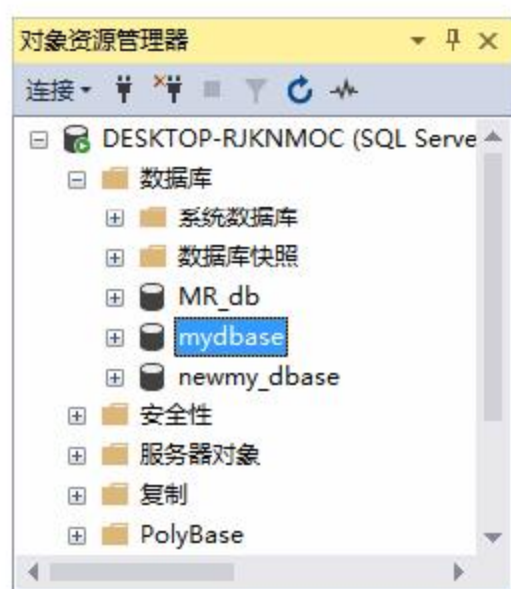 对象资源管理器
连接
DESKTOP-RJKNMOC (SQL Serve
数据库
系统数据库
数据库快照
MR_db
mydbase
newmy_dbase
安全性
服务器对象
复制
PolyBase